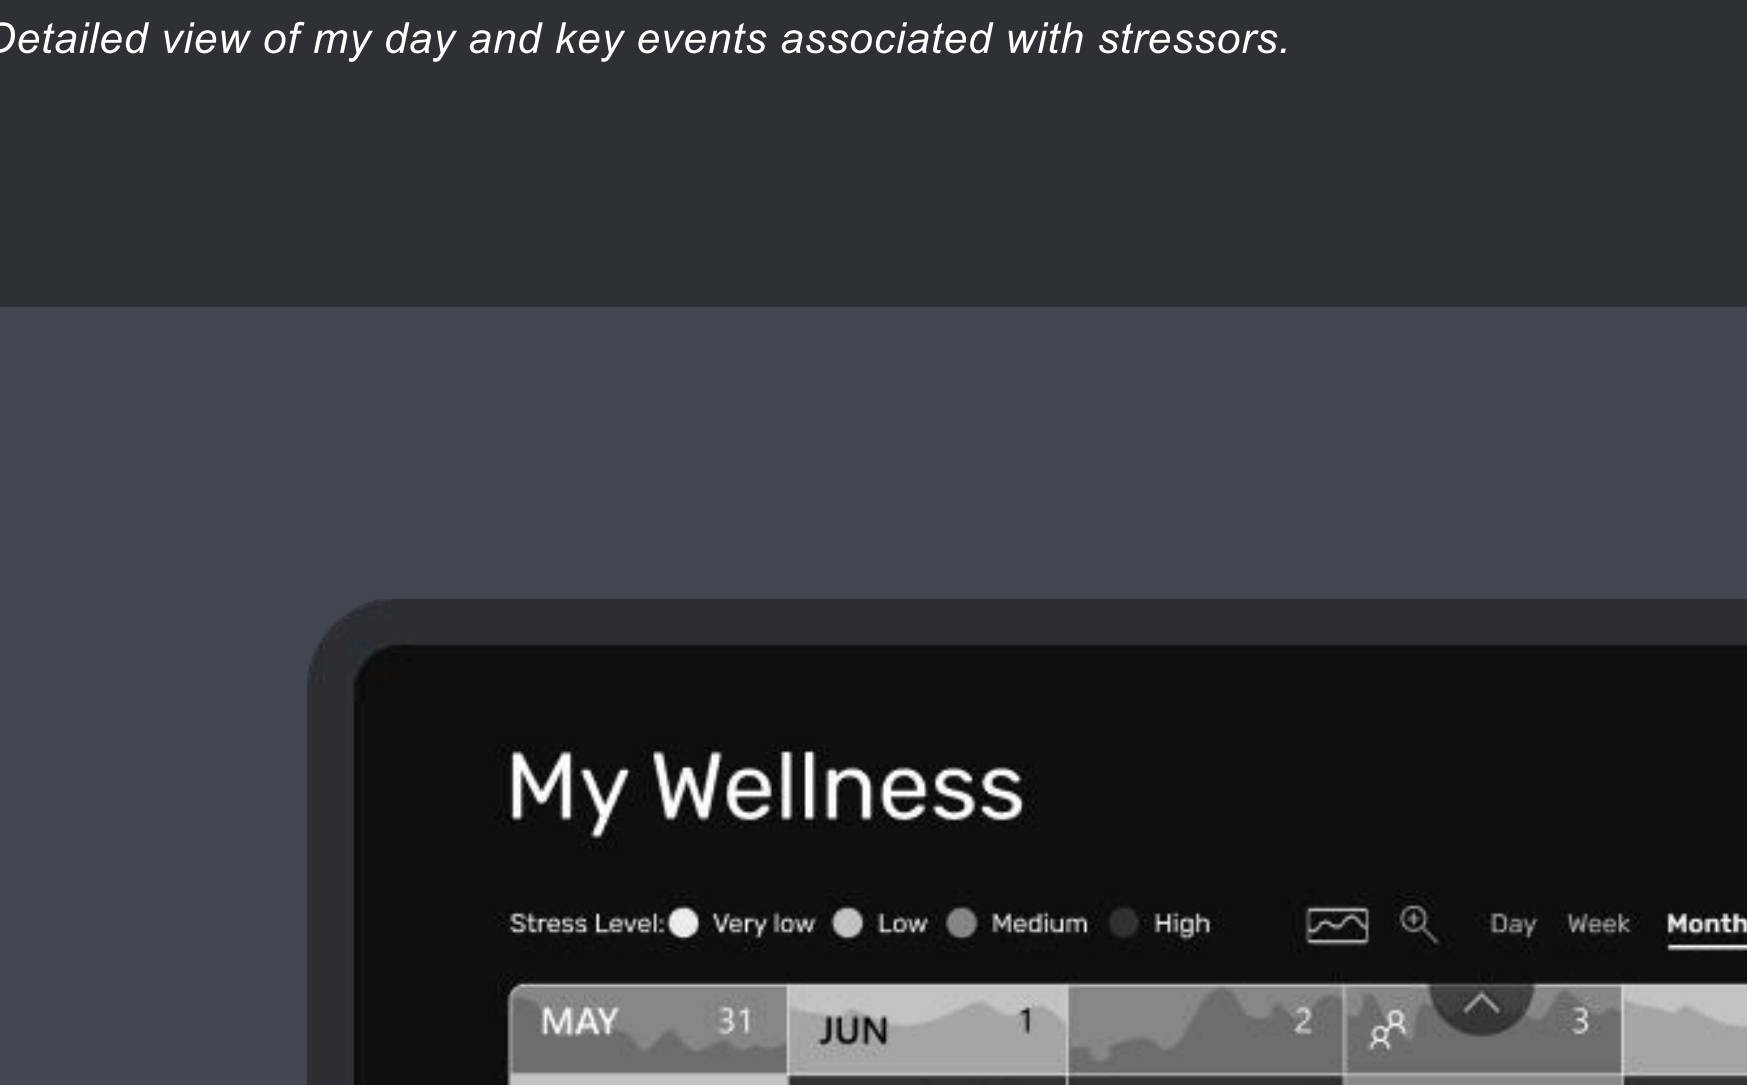 Detailed view of my day and key events associated with stressors.
My Wellness
Stress Level: Very low Low Medium High Day Week Month
MAY 31 JUN 1 2 3